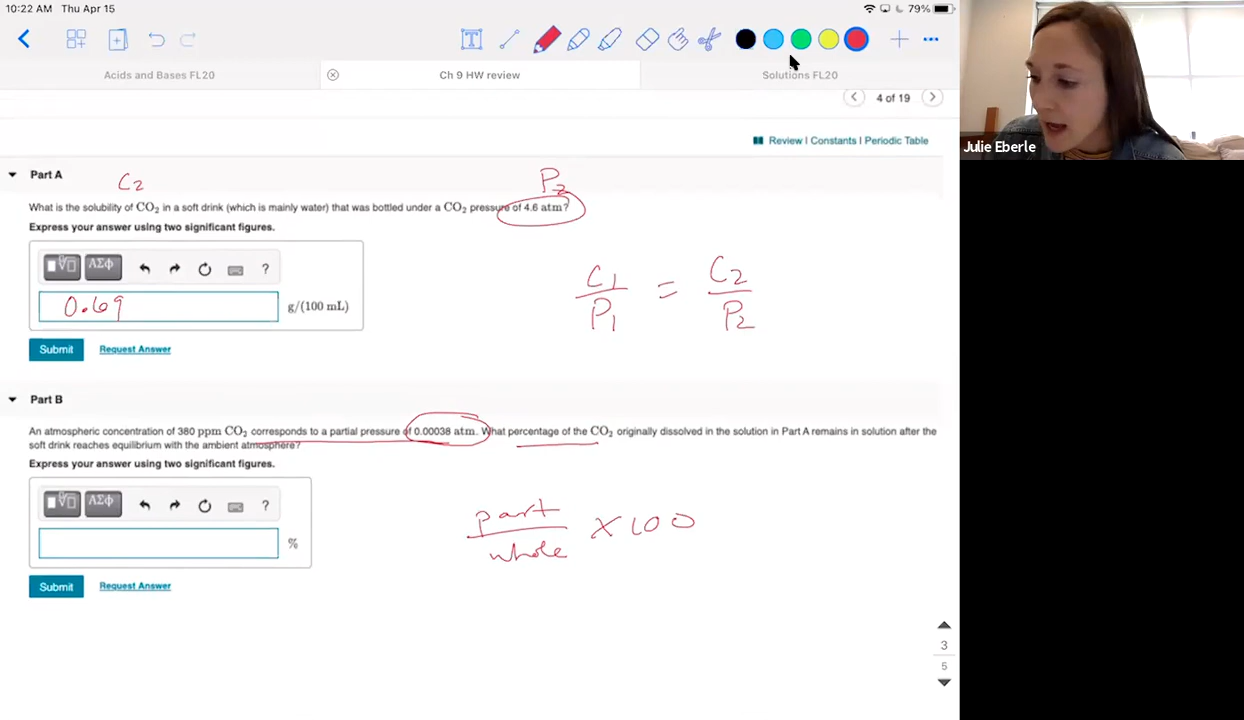 10:22 AM Thu Apr 15
79%
Acids and Bases FL20
Ch 9 HW review
Solutions FL20
4 of 19
Review | Constants | Periodic Table
Julie Eberle
Part A
C2
P2
What is the solubility of CO2 in a soft drink (which is mainly water) that was bottled under a CO2 pressure of 4.6 atm?
Express your answer using two significant figures.
ΑΣΦ
?
0.69
g/(100 mL)
C1/P1 = C2/P2
Submit
Request Answer
Part B
An atmospheric concentration of 380 ppm CO2 corresponds to a partial pressure of 0.00038 atm. What percentage of the CO2 originally dissolved in the solution in Part A remains in solution after the
soft drink reaches equilibrium with the ambient atmosphere?
Express your answer using two significant figures.
ΑΣΦ
?
%
part/whole × 100
Submit
Request Answer
3
5